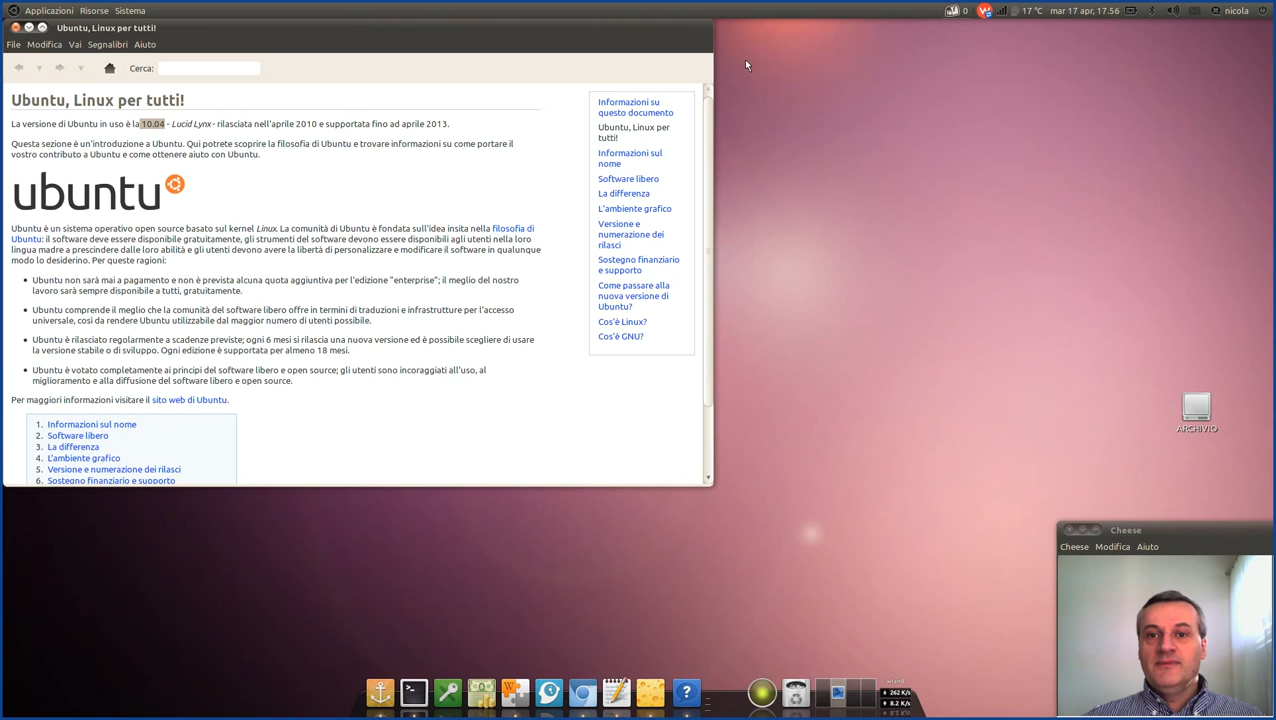 Applicazioni Risorse Sistema
0 17 °C mar 17 apr, 17.56 nicola
Ubuntu, Linux per tutti!
File Modifica Vai Segnalibri Aiuto
Cerca:
Ubuntu, Linux per tutti!
La versione di Ubuntu in uso è la 10.04 - Lucid Lynx - rilasciata nell'aprile 2010 e supportata fino ad aprile 2013.
Questa sezione è un'introduzione a Ubuntu. Qui potrete scoprire la filosofia di Ubuntu e trovare informazioni su come portare il
vostro contributo a Ubuntu e come ottenere aiuto con Ubuntu.
ubuntu
Ubuntu è un sistema operativo open source basato sul kernel Linux. La comunità di Ubuntu è fondata sull'idea insita nella filosofia di
Ubuntu: il software deve essere disponibile gratuitamente, gli strumenti del software devono essere disponibili agli utenti nella loro
lingua madre a prescindere dalle loro abilità e gli utenti devono avere la libertà di personalizzare e modificare il software in qualunque
modo lo desiderino. Per queste ragioni:
Ubuntu non sarà mai a pagamento e non è prevista alcuna quota aggiuntiva per l'edizione "enterprise"; il meglio del nostro
lavoro sarà sempre disponibile a tutti, gratuitamente.
Ubuntu comprende il meglio che la comunità del software libero offre in termini di traduzioni e infrastrutture per l'accesso
universale, così da rendere Ubuntu utilizzabile dal maggior numero di utenti possibile.
Ubuntu è rilasciato regolarmente a scadenze previste; ogni 6 mesi si rilascia una nuova versione ed è possibile scegliere di usare
la versione stabile o di sviluppo. Ogni edizione è supportata per almeno 18 mesi.
Ubuntu è votato completamente ai principi del software libero e open source; gli utenti sono incoraggiati all'uso, al
miglioramento e alla diffusione del software libero e open source.
Per maggiori informazioni visitare il sito web di Ubuntu.
1. Informazioni sul nome
2. Software libero
3. La differenza
4. L'ambiente grafico
5. Versione e numerazione dei rilasci
6. Sostegno finanziario e supporto
Informazioni su
questo documento
Ubuntu, Linux per
tutti!
Informazioni sul
nome
Software libero
La differenza
L'ambiente grafico
Versione e
numerazione dei
rilasci
Sostegno finanziario
e supporto
Come passare alla
nuova versione di
Ubuntu?
Cos'è Linux?
Cos'è GNU?
ARCHIVIO
Cheese
Cheese Modifica Aiuto
wlan0
262 K/s
8.2 K/s